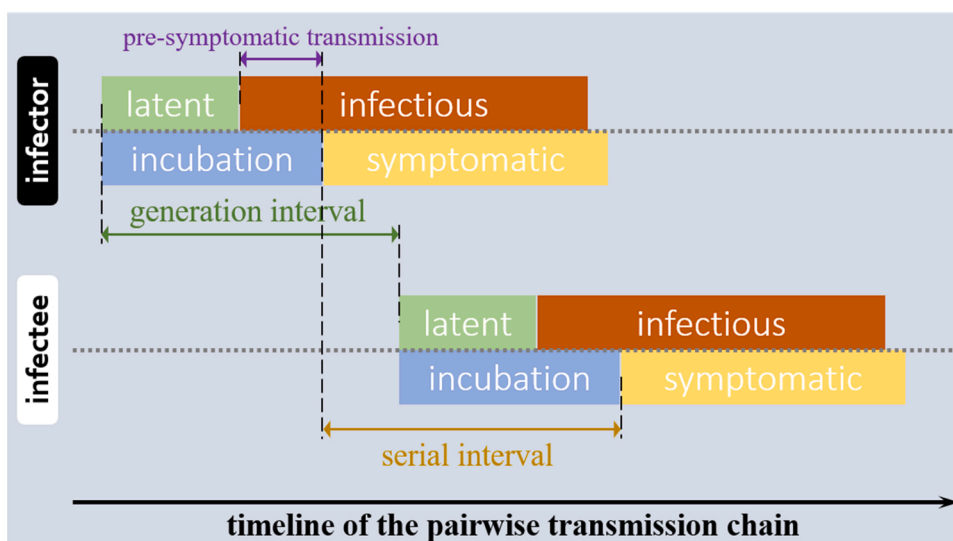 pre-symptomatic transmission
infector
latent
infectious
incubation
symptomatic
generation interval
infectee
latent
infectious
incubation
symptomatic
serial interval
timeline of the pairwise transmission chain